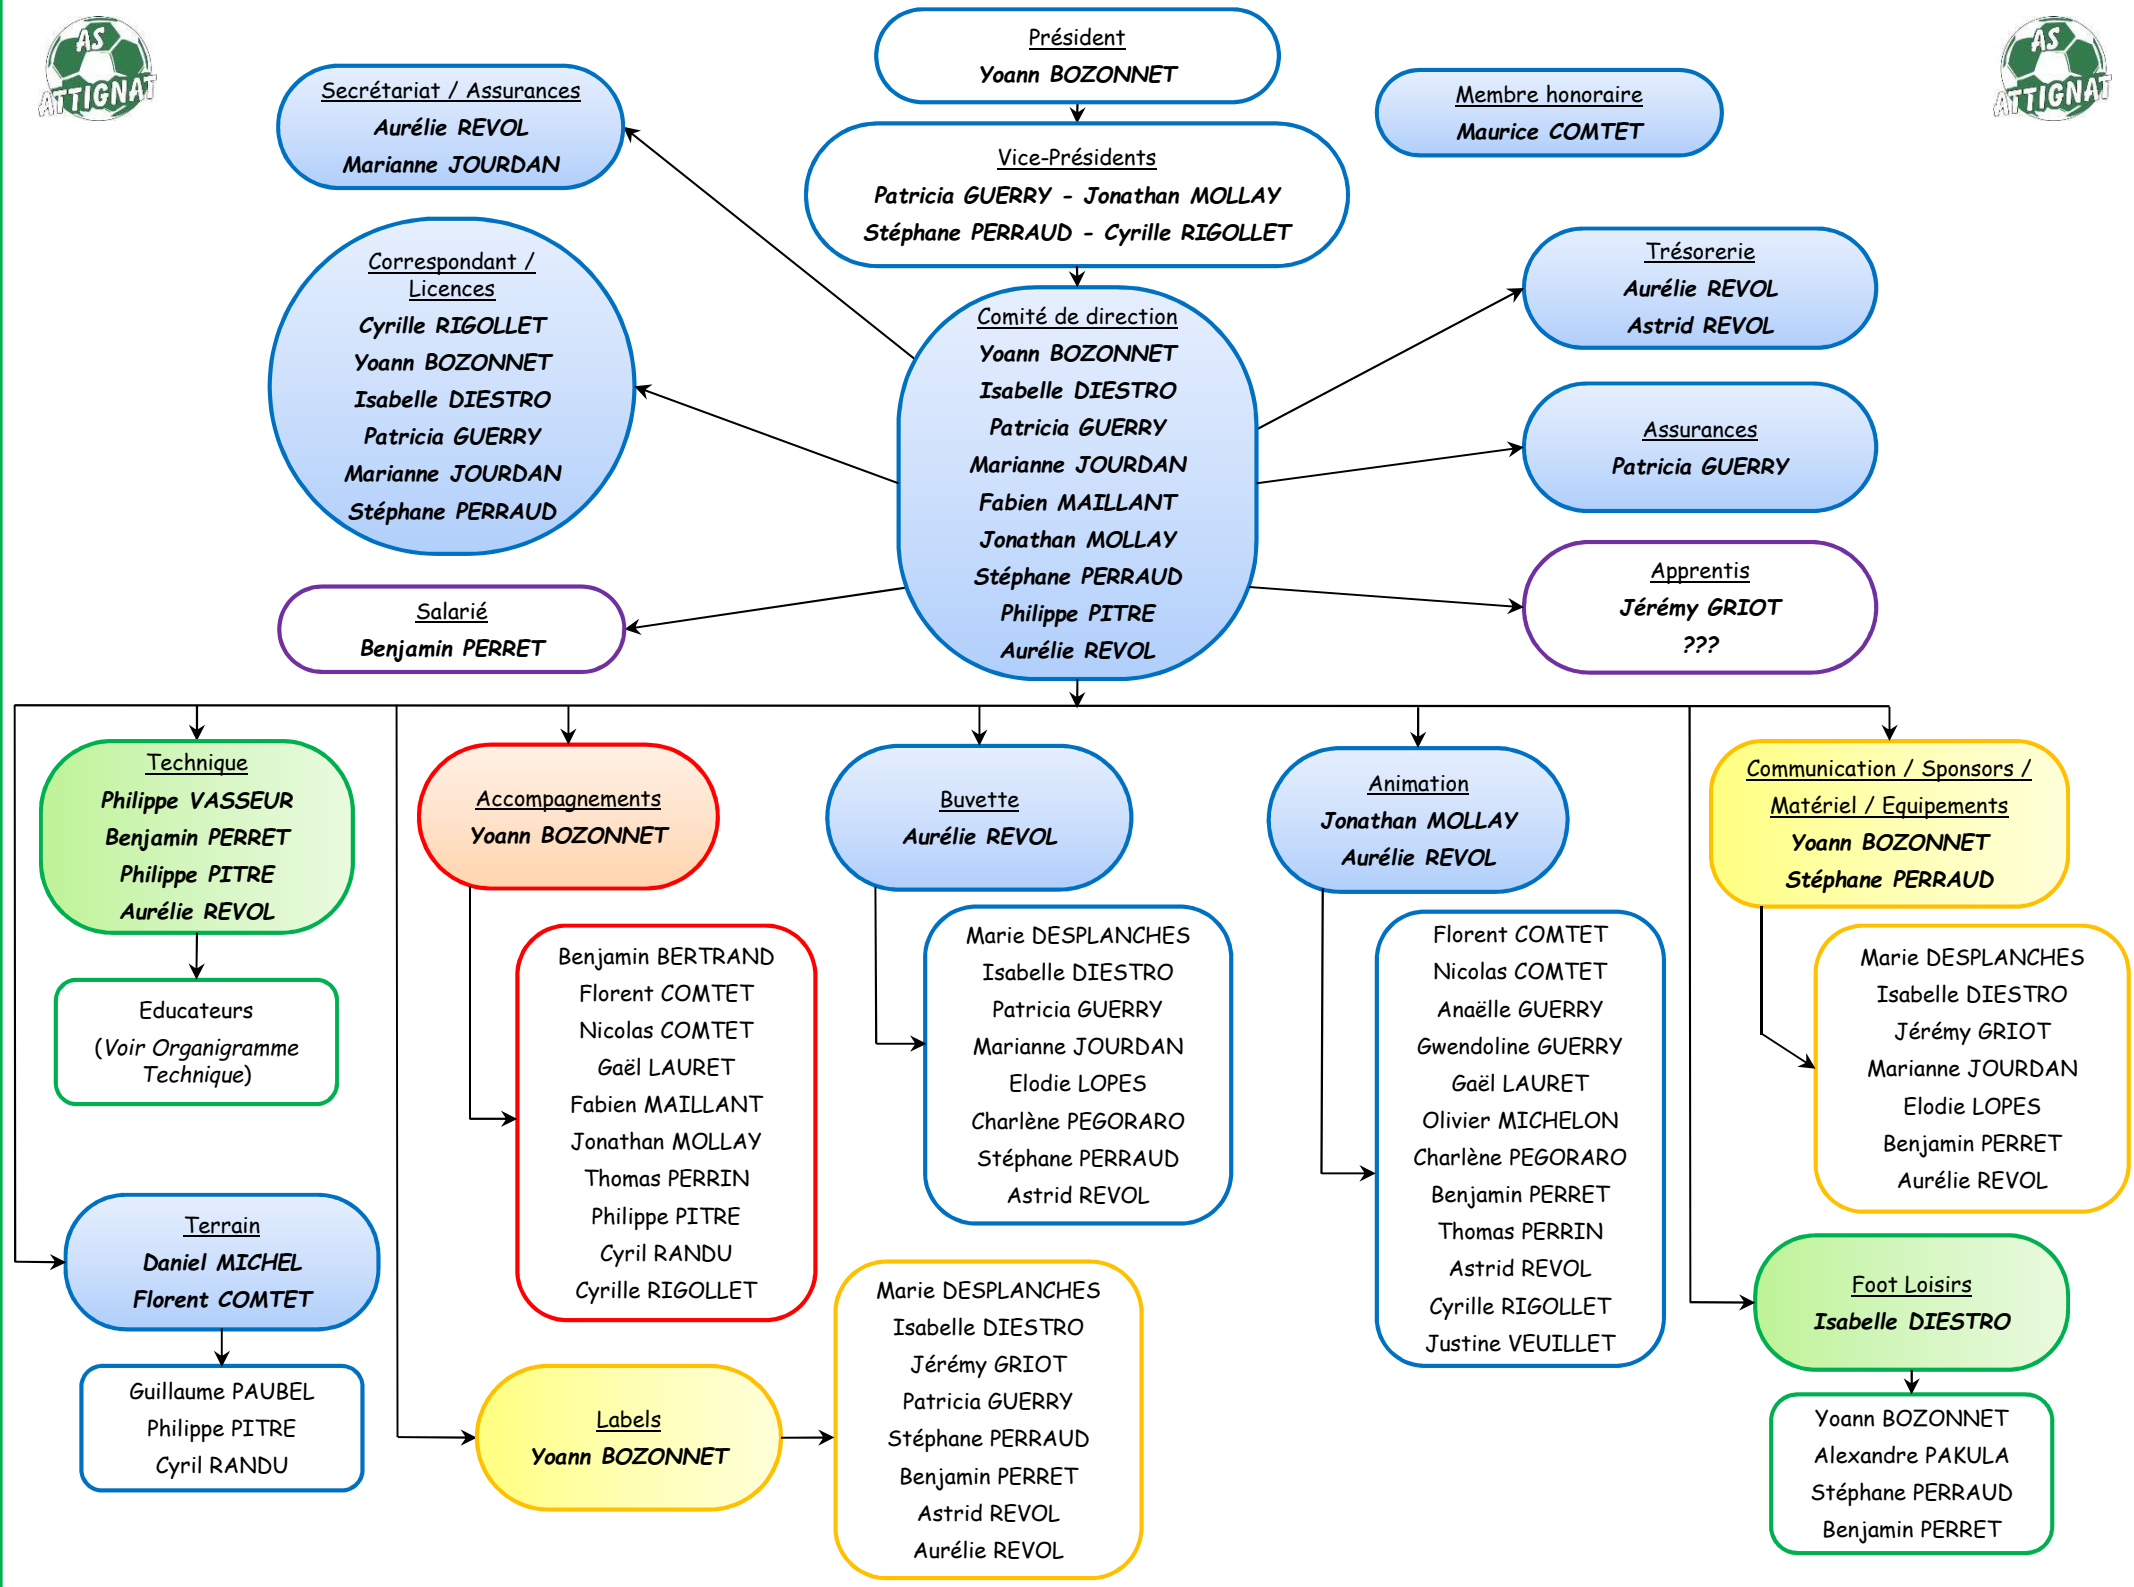 AS
ATTIGNAT
Président
Yoann BOZONNET
AS
ATTIGNAT
Secrétariat / Assurances
Aurélie REVOL
Marianne JOURDAN
Membre honoraire
Maurice COMTET
Vice-Présidents
Patricia GUERRY - Jonathan MOLLAY
Stéphane PERRAUD - Cyrille RIGOLLET
Correspondant /
Licences
Cyrille RIGOLLET
Yoann BOZONNET
Isabelle DIESTRO
Patricia GUERRY
Marianne JOURDAN
Stéphane PERRAUD
Comité de direction
Yoann BOZONNET
Isabelle DIESTRO
Patricia GUERRY
Marianne JOURDAN
Fabien MAILLANT
Jonathan MOLLAY
Stéphane PERRAUD
Philippe PITRE
Aurélie REVOL
Trésorerie
Aurélie REVOL
Astrid REVOL
Assurances
Patricia GUERRY
Salarié
Benjamin PERRET
Apprentis
Jérémy GRIOT
???
Technique
Philippe VASSEUR
Benjamin PERRET
Philippe PITRE
Aurélie REVOL
Educateurs
(Voir Organigramme
Technique)
Accompagnements
Yoann BOZONNET
Benjamin BERTRAND
Florent COMTET
Nicolas COMTET
Gaël LAURET
Fabien MAILLANT
Jonathan MOLLAY
Thomas PERRIN
Philippe PITRE
Cyril RANDU
Cyrille RIGOLLET
Buvette
Aurélie REVOL
Marie DESPLANCHES
Isabelle DIESTRO
Patricia GUERRY
Marianne JOURDAN
Elodie LOPES
Charlène PEGORARO
Stéphane PERRAUD
Astrid REVOL
Animation
Jonathan MOLLAY
Aurélie REVOL
Florent COMTET
Nicolas COMTET
Anaëlle GUERRY
Gwendoline GUERRY
Gaël LAURET
Olivier MICHELON
Charlène PEGORARO
Benjamin PERRET
Thomas PERRIN
Astrid REVOL
Cyrille RIGOLLET
Justine VEUILLET
Communication / Sponsors /
Matériel / Equipements
Yoann BOZONNET
Stéphane PERRAUD
Marie DESPLANCHES
Isabelle DIESTRO
Jérémy GRIOT
Marianne JOURDAN
Elodie LOPES
Benjamin PERRET
Aurélie REVOL
Terrain
Daniel MICHEL
Florent COMTET
Guillaume PAUBEL
Philippe PITRE
Cyril RANDU
Labels
Yoann BOZONNET
Marie DESPLANCHES
Isabelle DIESTRO
Jérémy GRIOT
Patricia GUERRY
Stéphane PERRAUD
Benjamin PERRET
Astrid REVOL
Aurélie REVOL
Foot Loisirs
Isabelle DIESTRO
Yoann BOZONNET
Alexandre PAKULA
Stéphane PERRAUD
Benjamin PERRET